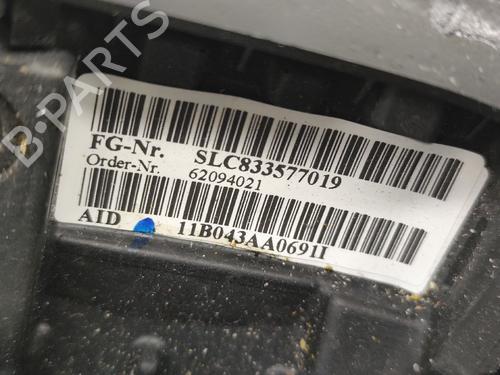 B-Parts
FG-Nr. SLC833577019
Order-Nr. 62094021
AID 11B043AA0691I